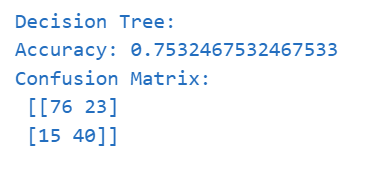 Decision Tree:
Accuracy: 0.7532467532467533
Confusion Matrix:
[[76 23]
[15 40]]